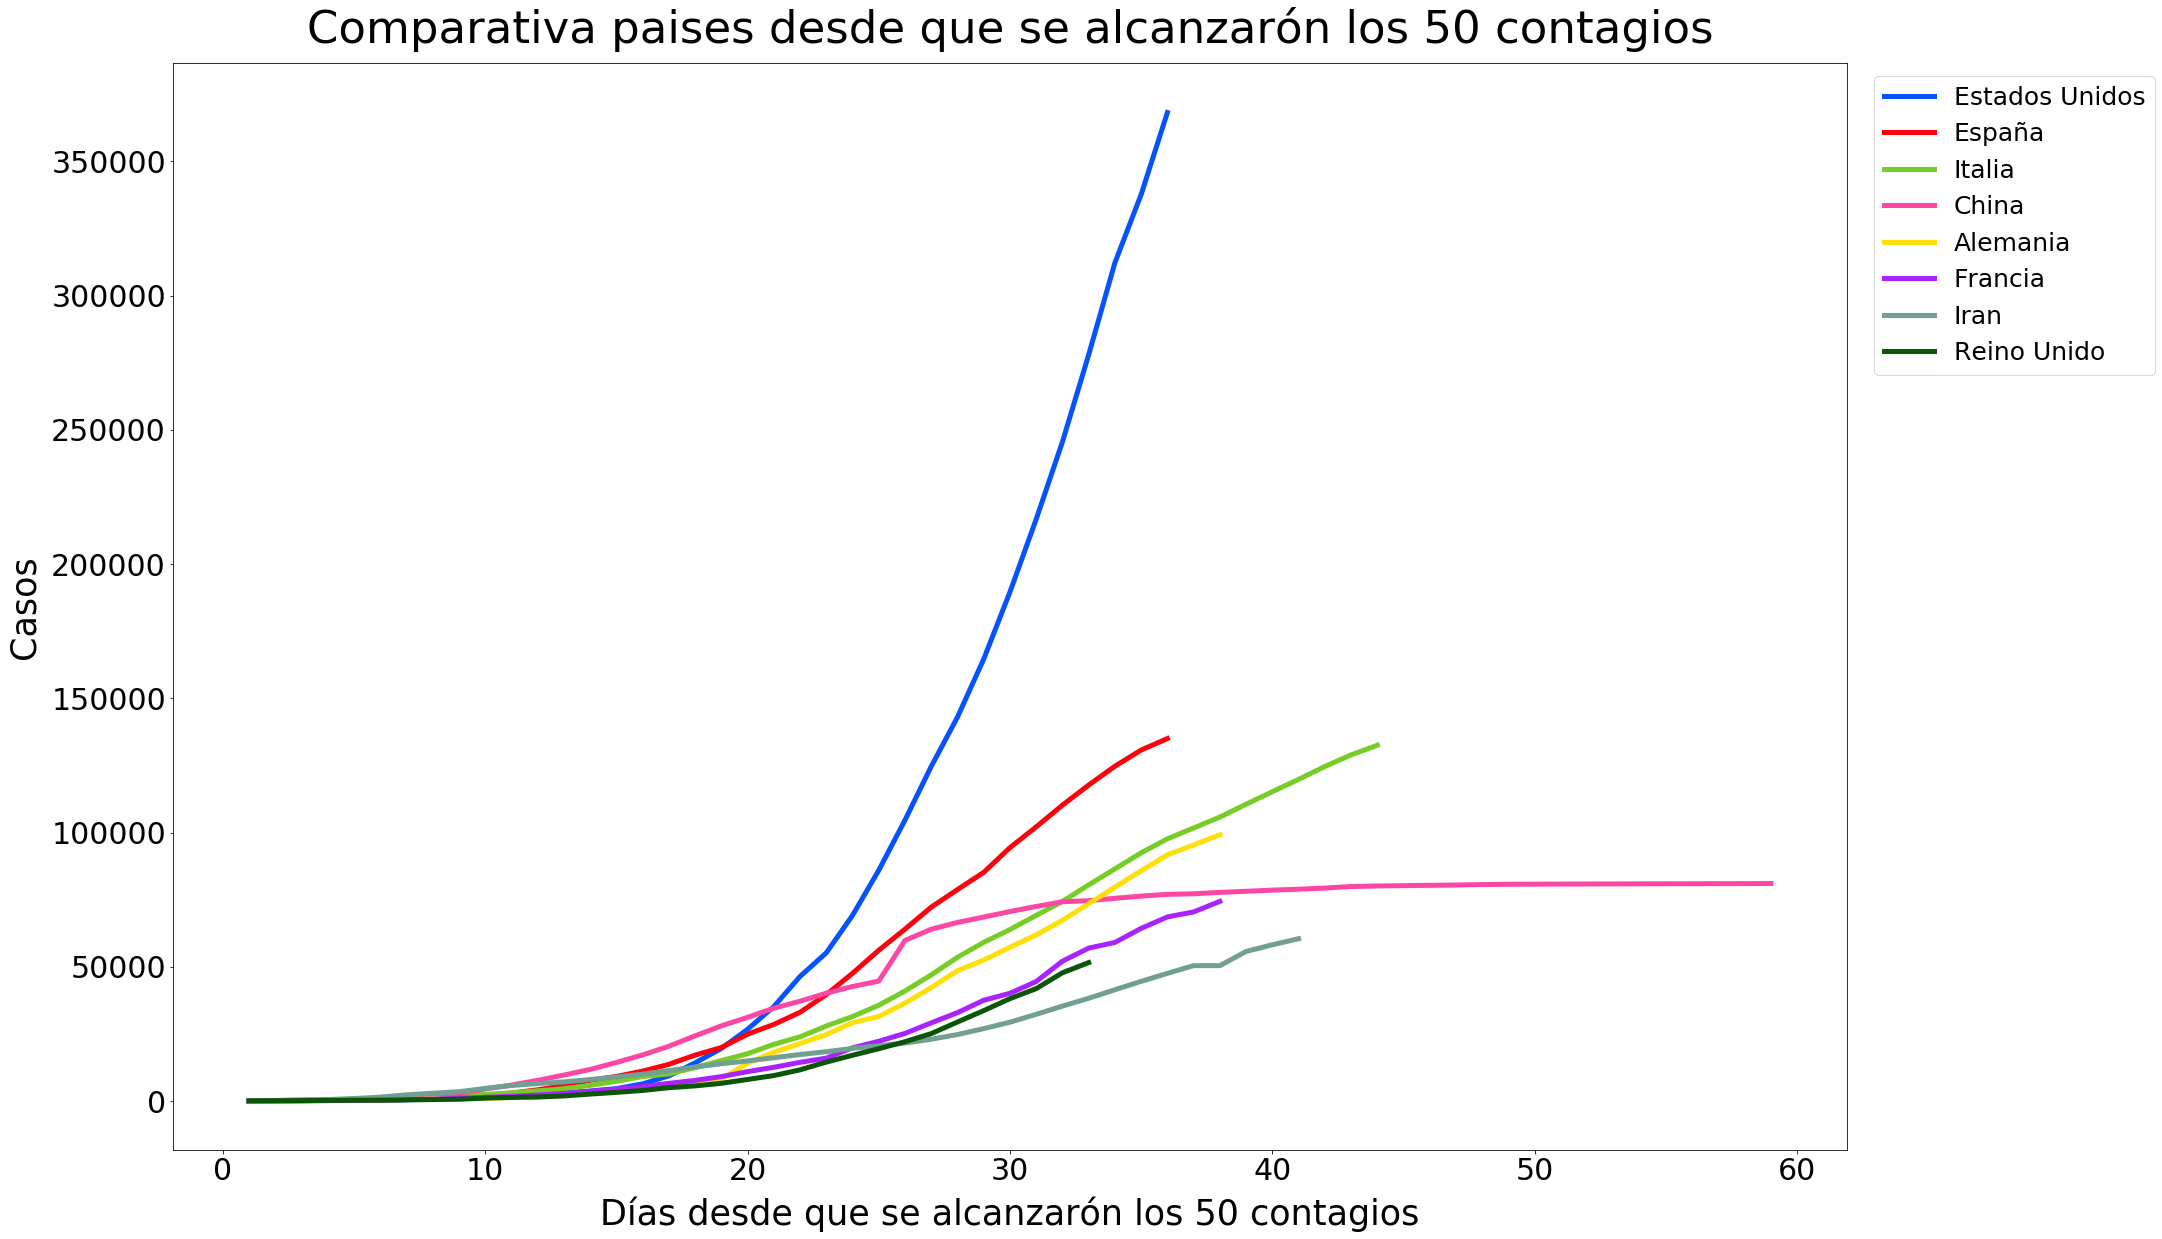 Comparativa paises desde que se alcanzarón los 50 contagios
Estados Unidos
España
Italia
China
Alemania
Francia
Iran
Reino Unido
Casos
350000
300000
250000
200000
150000
100000
50000
0
0 10 20 30 40 50 60
Días desde que se alcanzarón los 50 contagios